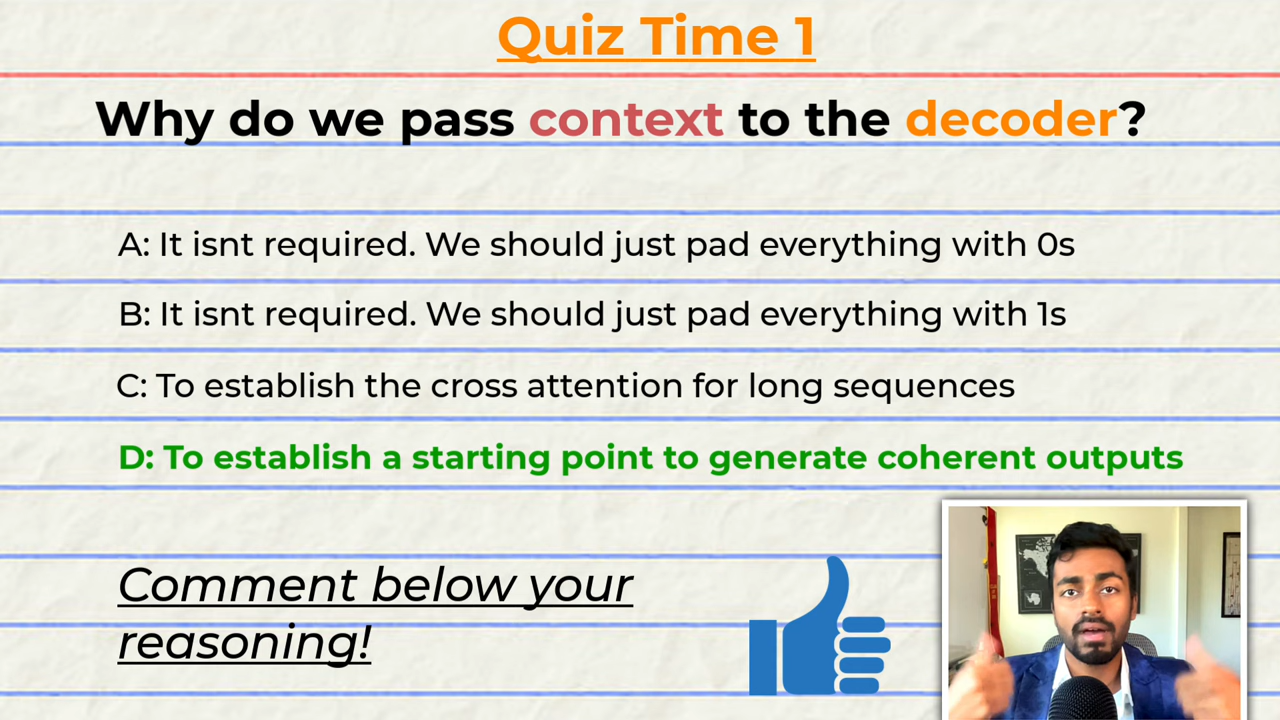 Quiz Time 1
Why do we pass context to the decoder?
A: It isnt required. We should just pad everything with 0s
B: It isnt required. We should just pad everything with 1s
C: To establish the cross attention for long sequences
D: To establish a starting point to generate coherent outputs
Comment below your
reasoning!